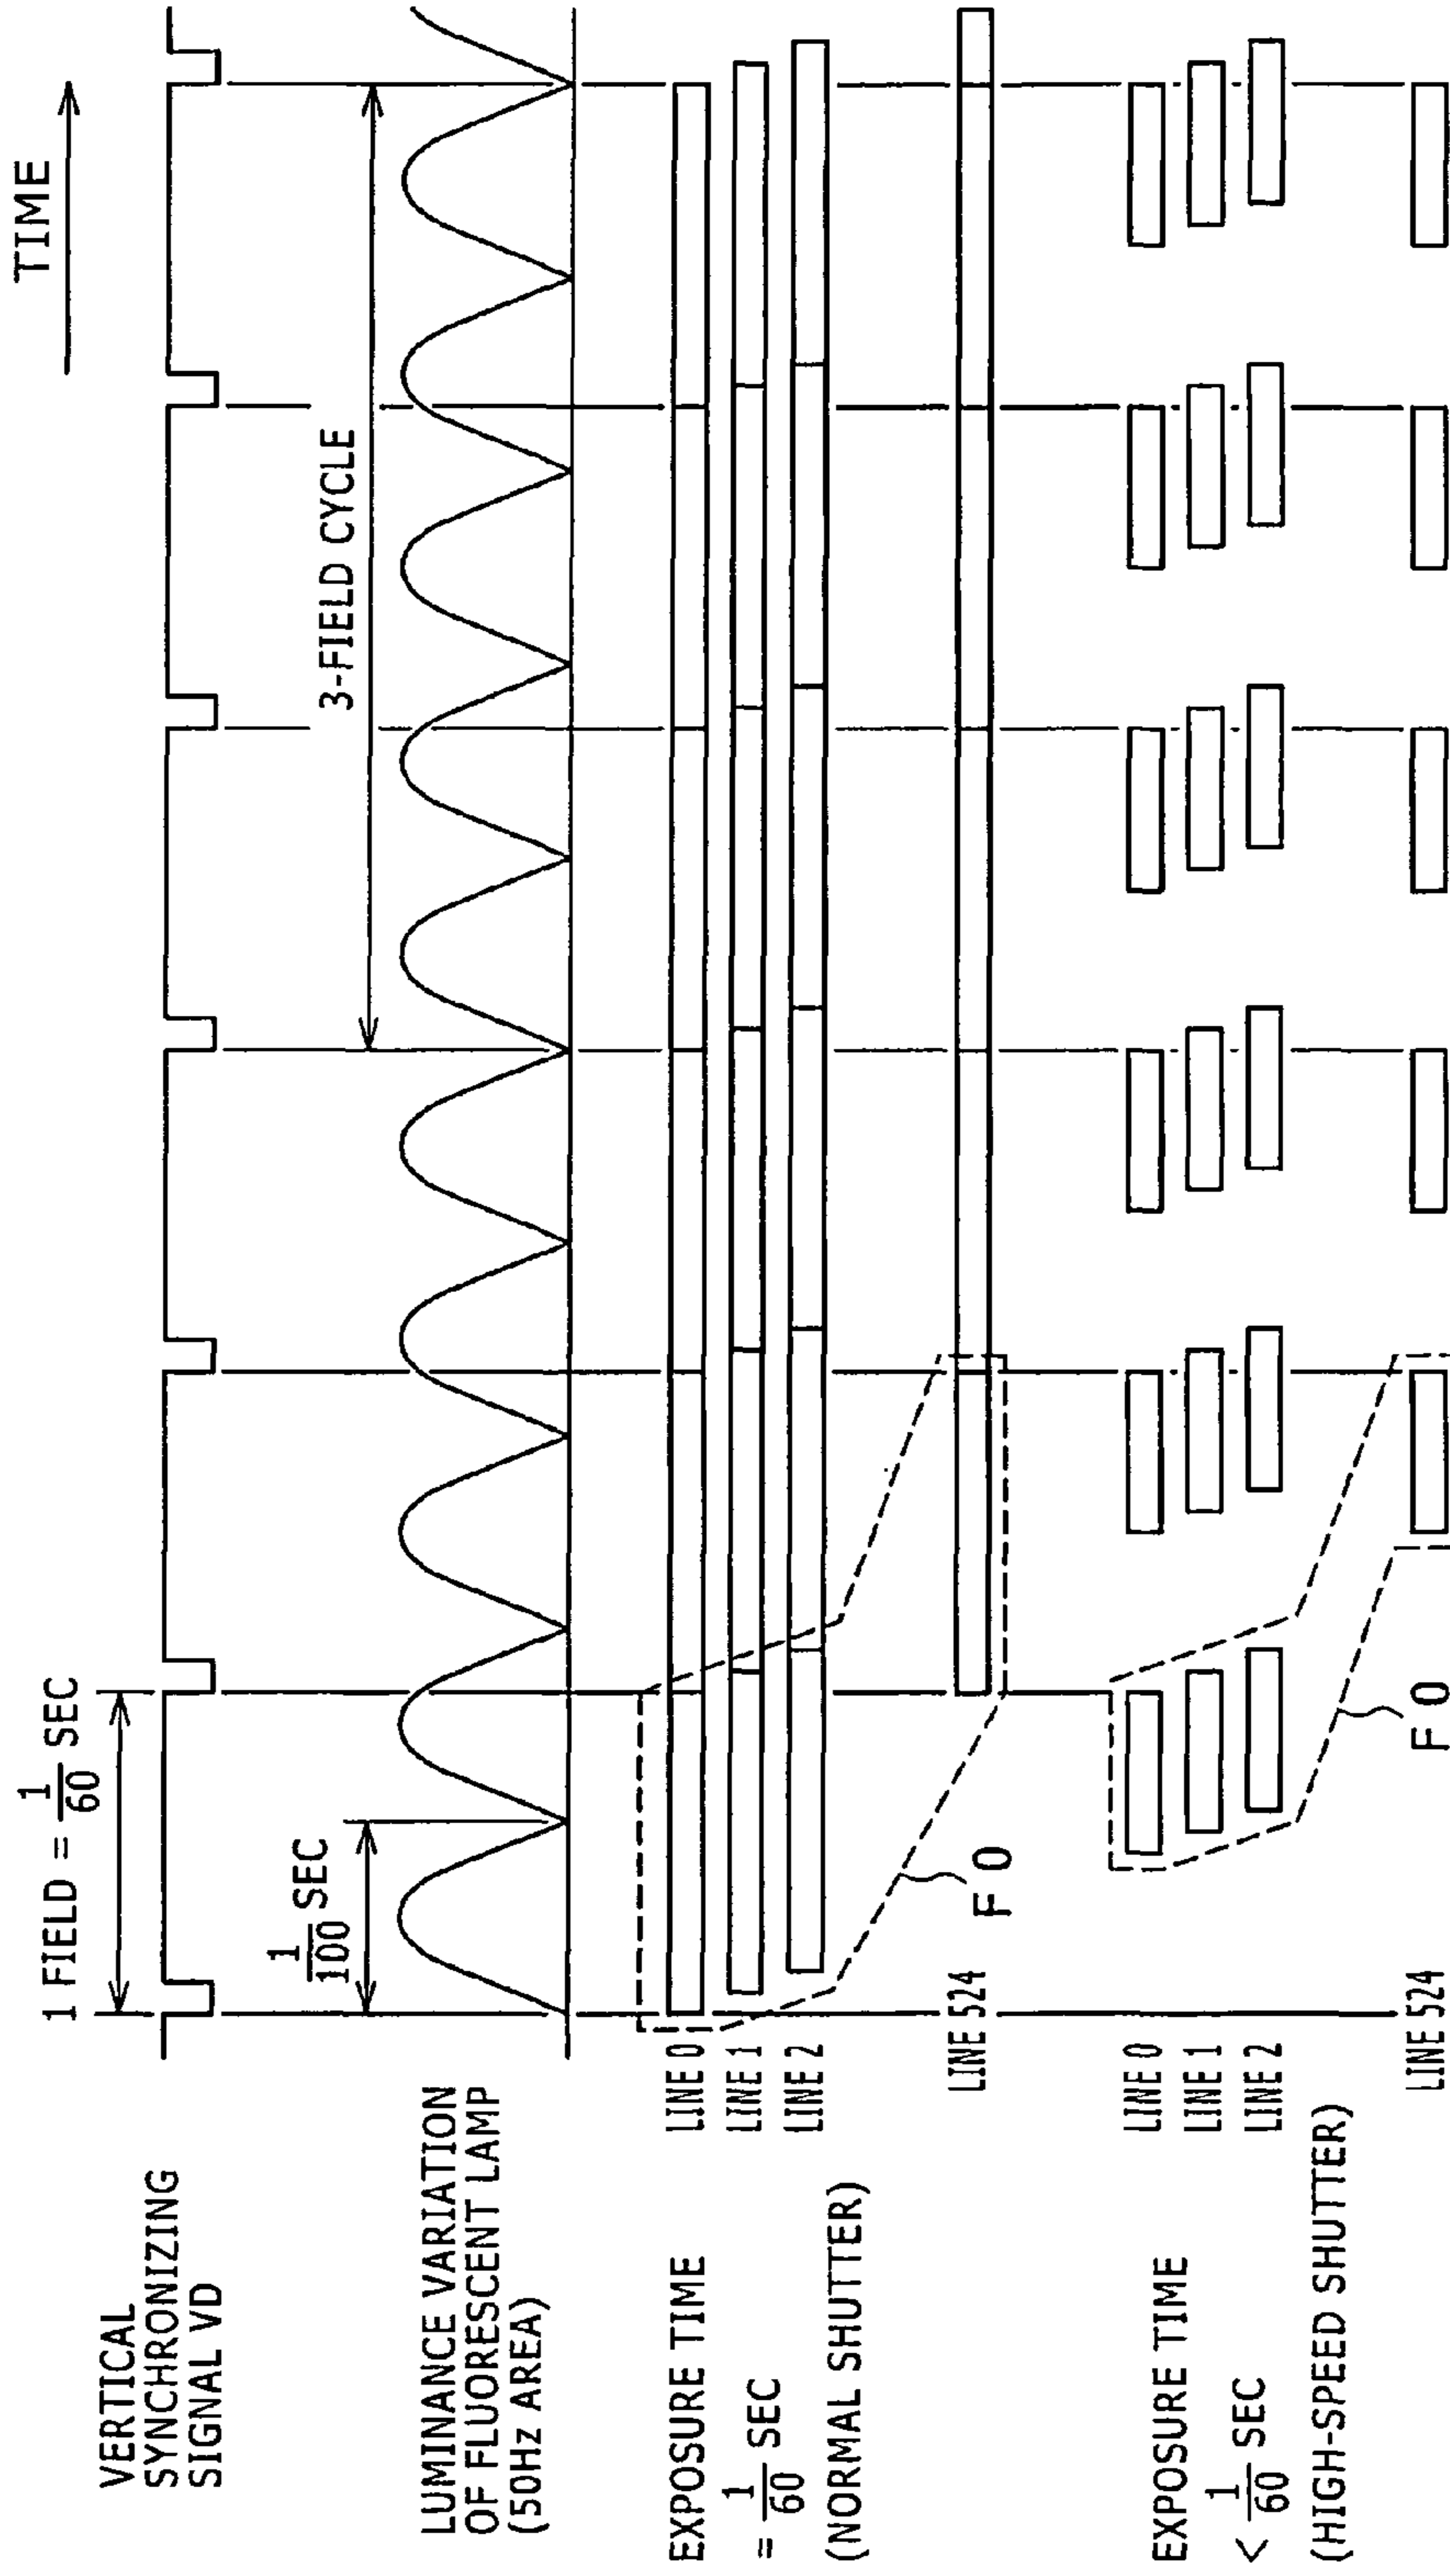 TIME
1 FIELD = 1/60 SEC
VERTICAL
SYNCHRONIZING
SIGNAL VD
3-FIELD CYCLE
1/100 SEC
LUMINANCE VARIATION
OF FLUORESCENT LAMP
(50Hz AREA)
EXPOSURE TIME
= 1/60 SEC
(NORMAL SHUTTER)
LINE 0
LINE 1
LINE 2
LINE 524
F 0
EXPOSURE TIME
< 1/60 SEC
(HIGH-SPEED SHUTTER)
LINE 0
LINE 1
LINE 2
LINE 524
F 0